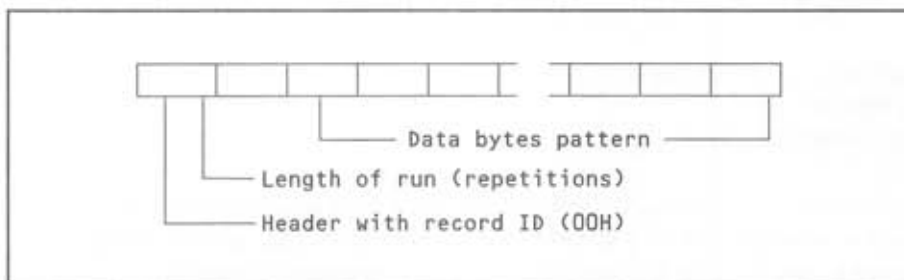 Data bytes pattern
Length of run (repetitions)
Header with record ID (00H)